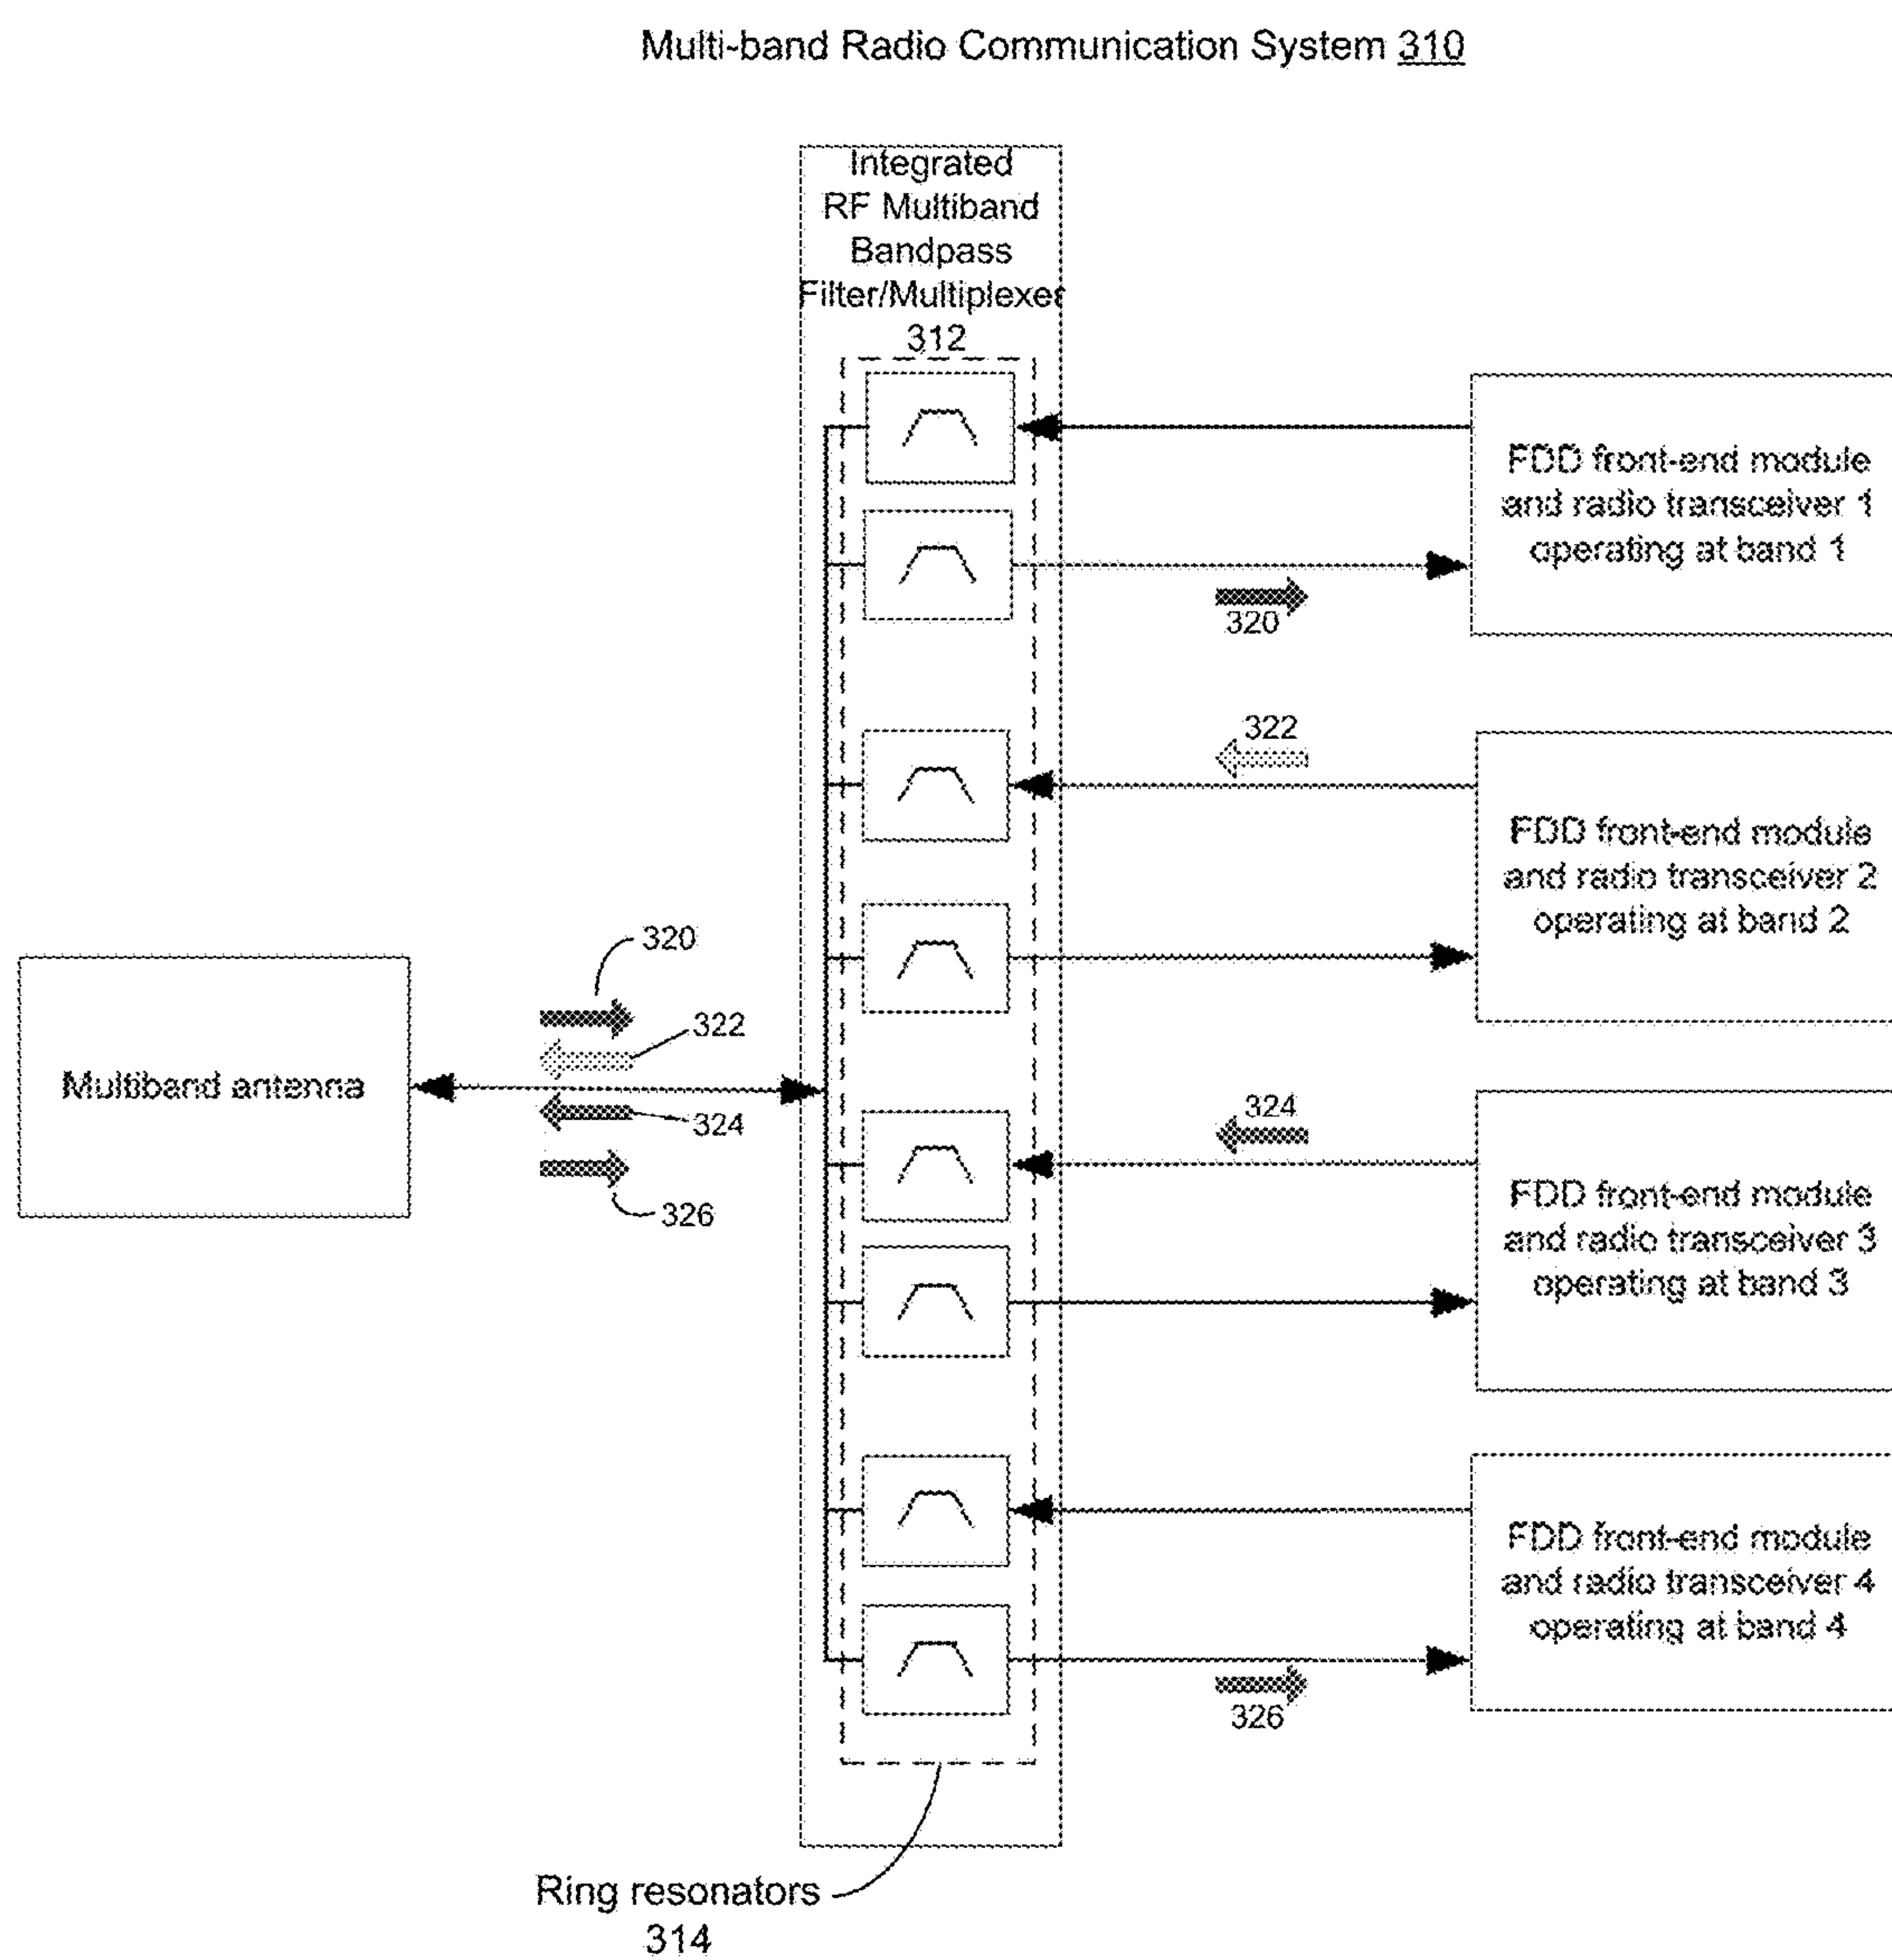 Multi-band Radio Communication System 310
Integrated
RF Multiband
Bandpass
Filter/Multiplexer
312
FDD front-end module
and radio transceiver 1
operating at band 1
320
322
FDD front-end module
and radio transceiver 2
operating at band 2
320
322
Multiband antenna
324
326
324
FDD front-end module
and radio transceiver 3
operating at band 3
FDD front-end module
and radio transceiver 4
operating at band 4
326
Ring resonators
314